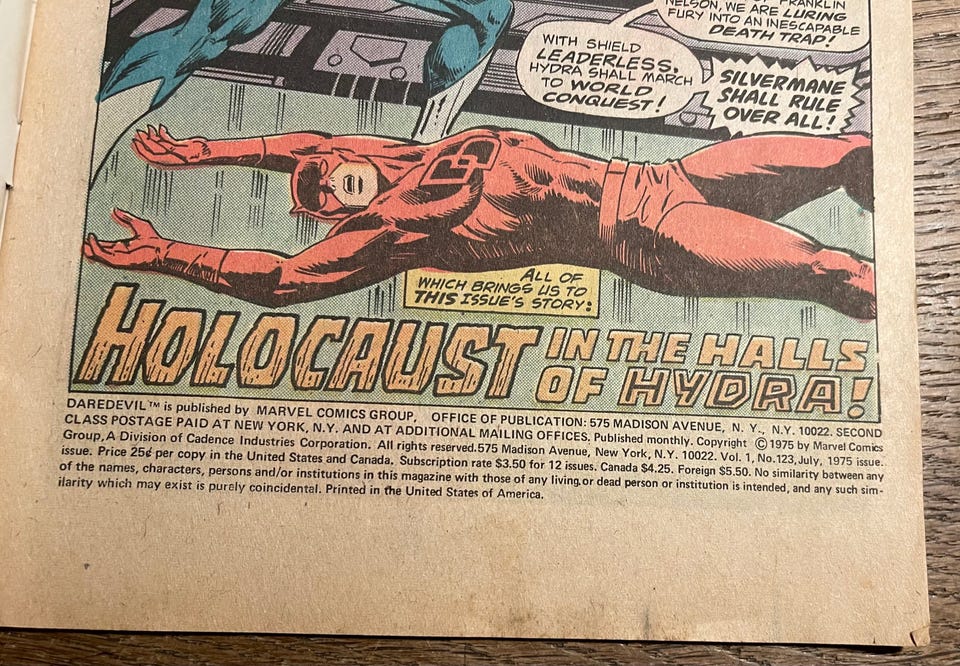 OF FRANKLIN
NELSON, WE ARE LURING
FURY INTO AN INESCAPABLE
DEATH TRAP!
WITH SHIELD
LEADERLESS,
HYDRA SHALL MARCH
TO WORLD
CONQUEST!
SILVERMANE
SHALL RULE
OVER ALL!
DD
ALL OF
WHICH BRINGS US TO
THIS ISSUE'S STORY:
HOLOCAUST IN THE HALLS
OF HYDRA!
DAREDEVIL™ is published by MARVEL COMICS GROUP, OFFICE OF PUBLICATION: 575 MADISON AVENUE, N. Y., N.Y. 10022. SECOND
CLASS POSTAGE PAID AT NEW YORK, N.Y. AND AT ADDITIONAL MAILING OFFICES. Published monthly. Copyright ©1975 by Marvel Comics
Group, A Division of Cadence Industries Corporation. All rights reserved.575 Madison Avenue, New York, N.Y. 10022. Vol. 1, No.123,July, 1975 issue.
issue. Price 25¢ per copy in the United States and Canada. Subscription rate $3.50 for 12 issues. Canada $4.25. Foreign $5.50. No similarity between any
of the names, characters, persons and/or institutions in this magazine with those of any living.or dead person or institution is intended, and any such sim-
ilarity which may exist is purely coincidental. Printed in the United States of America.